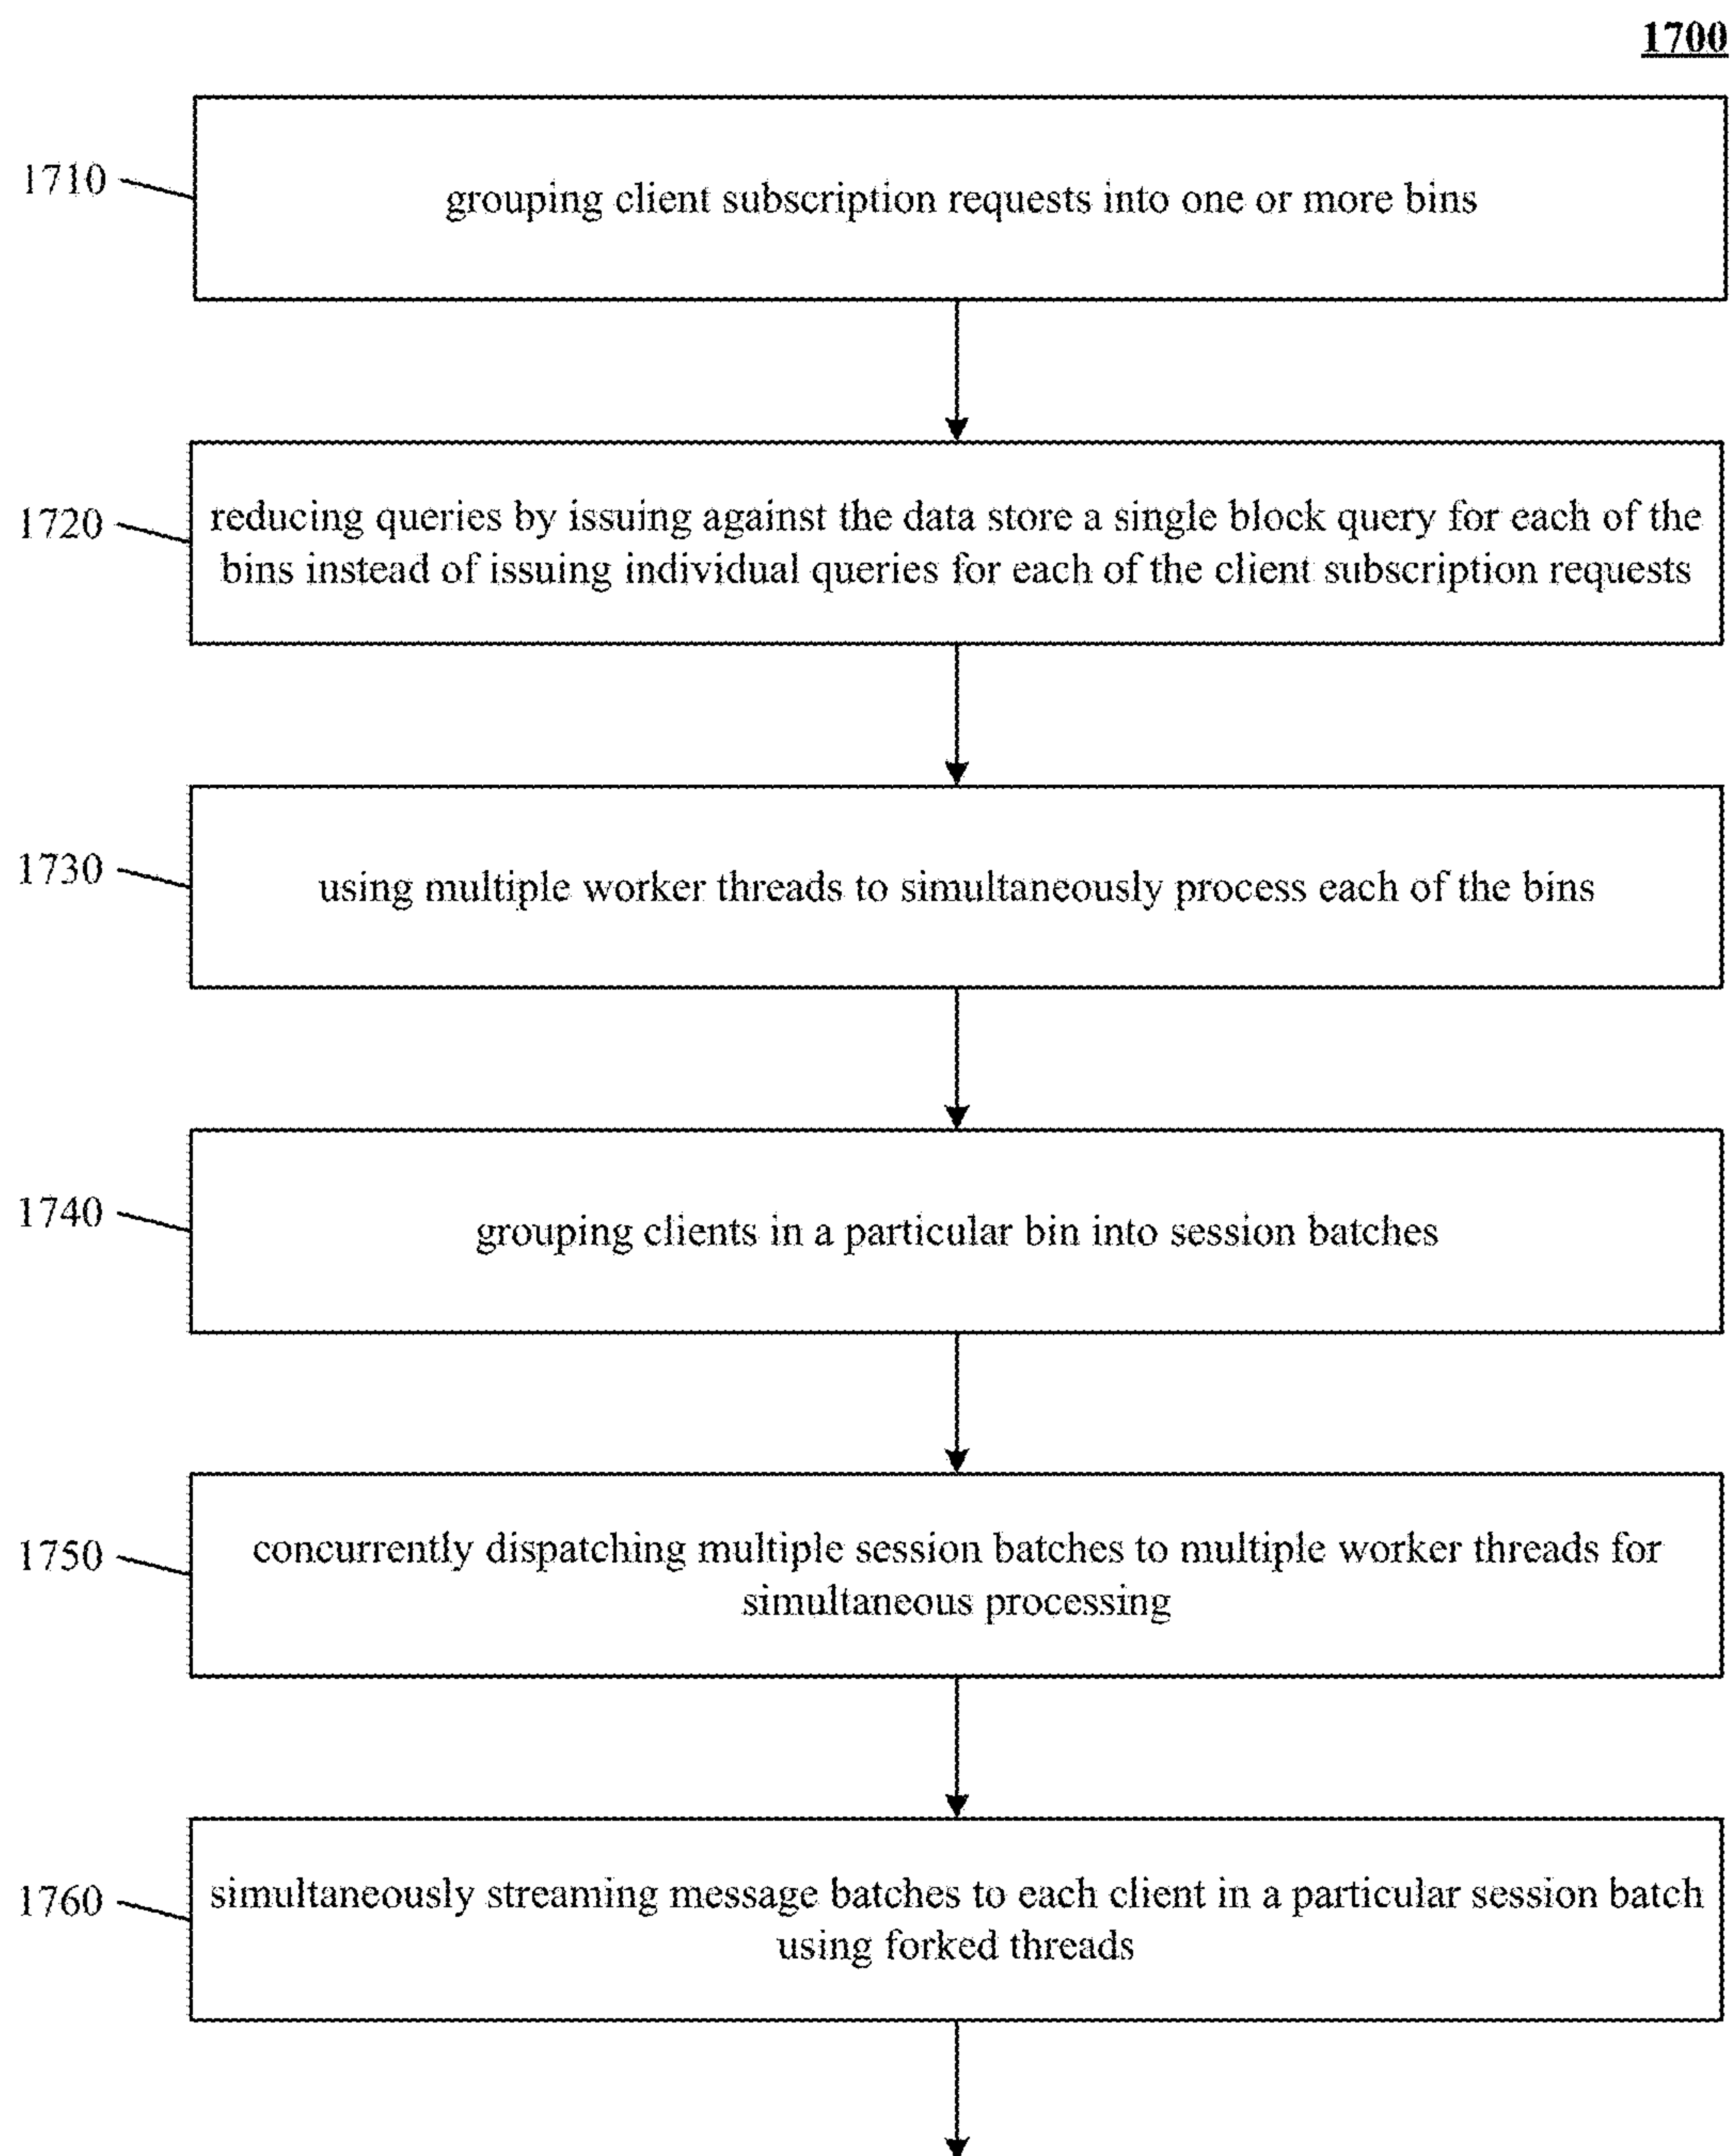 1700
1710
grouping client subscription requests into one or more bins
1720
reducing queries by issuing against the data store a single block query for each of the
bins instead of issuing individual queries for each of the client subscription requests
1730
using multiple worker threads to simultaneously process each of the bins
1740
grouping clients in a particular bin into session batches
1750
concurrently dispatching multiple session batches to multiple worker threads for
simultaneous processing
1760
simultaneously streaming message batches to each client in a particular session batch
using forked threads